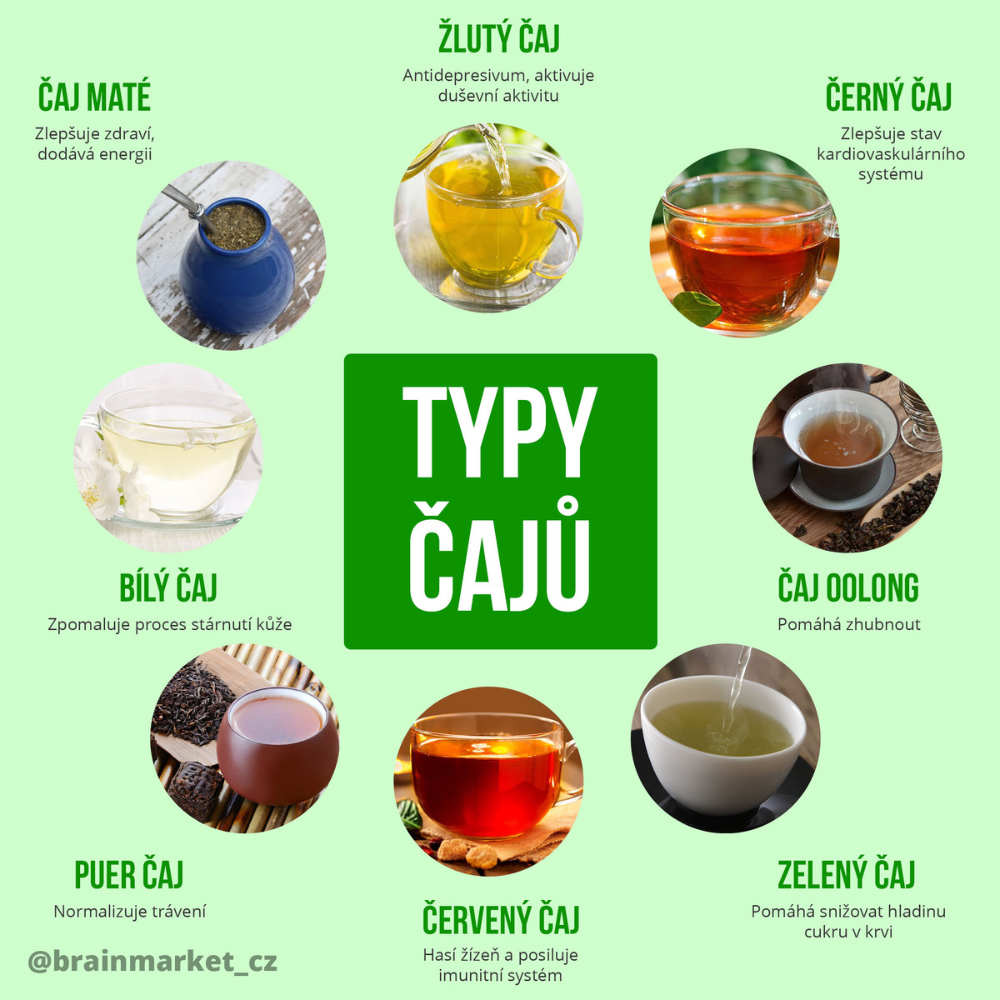 ŽLUTÝ ČAJ
Antidepresivum, aktivuje
duševní aktivitu
ČAJ MATÉ
Zlepšuje zdraví,
dodává energii
ČERNÝ ČAJ
Zlepšuje stav
kardiovaskulárního
systému
TYPY
ČAJŮ
BÍLÝ ČAJ
Zpomaluje proces stárnutí kůže
ČAJ OOLONG
Pomáhá zhubnout
PUER ČAJ
Normalizuje trávení
ČERVENÝ ČAJ
Hasí žízeň a posiluje
imunitní systém
ZELENÝ ČAJ
Pomáhá snižovat hladinu
cukru v krvi
@brainmarket_cz